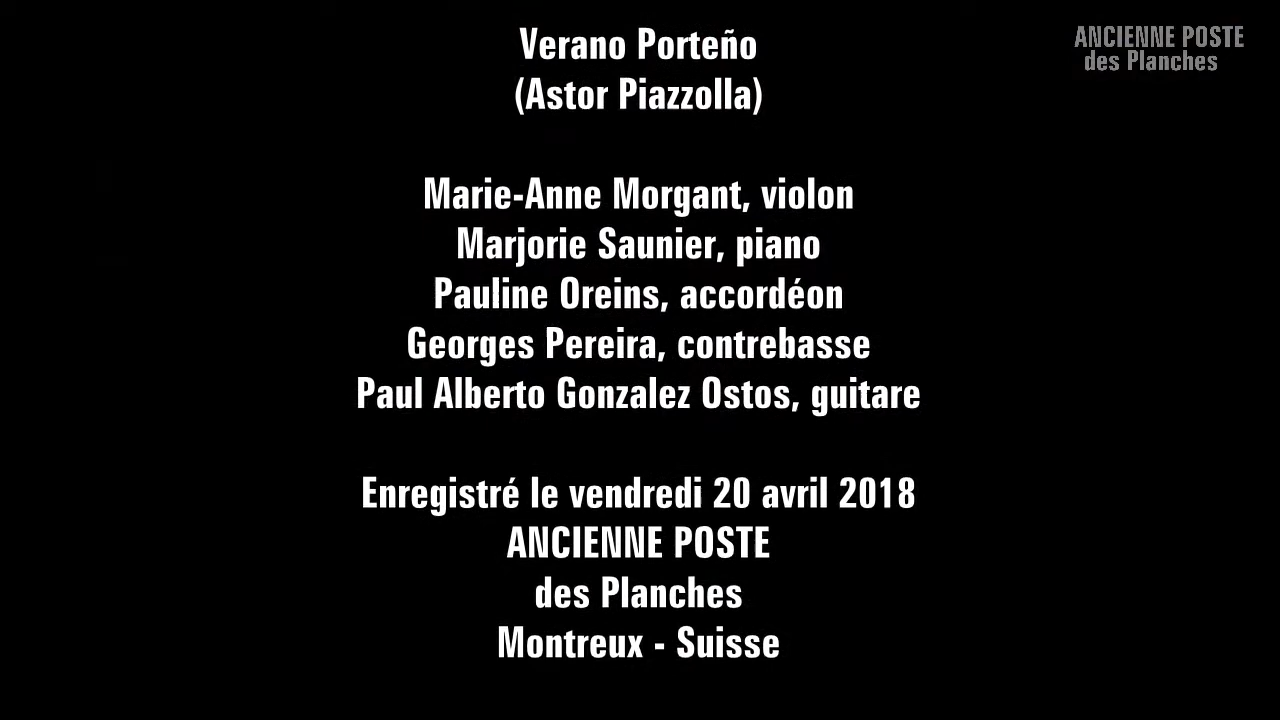 Verano Porteño
(Astor Piazzolla)
Marie-Anne Morgant, violon
Marjorie Saunier, piano
Pauline Oreins, accordéon
Georges Pereira, contrebasse
Paul Alberto Gonzalez Ostos, guitare
Enregistré le vendredi 20 avril 2018
ANCIENNE POSTE
des Planches
Montreux - Suisse
ANCIENNE POSTE
des Planches